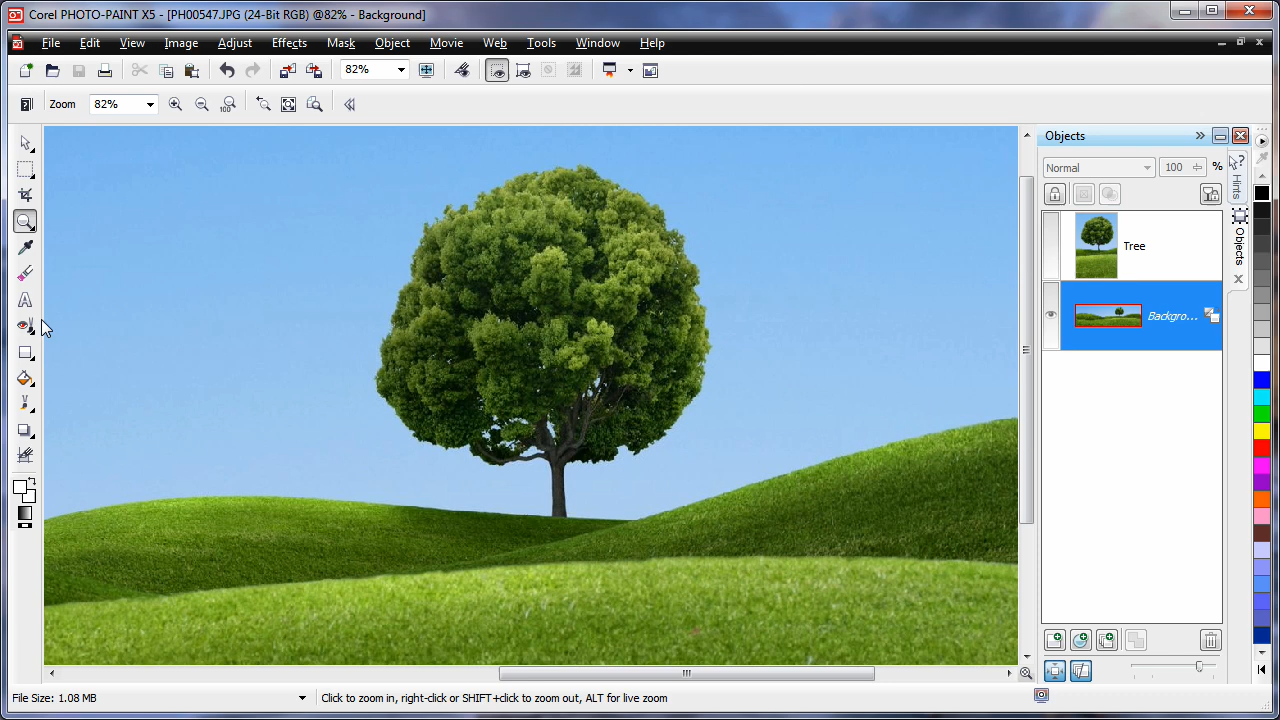 Corel PHOTO-PAINT X5 - [PH00547.JPG (24-Bit RGB) @82% - Background]
File Edit View Image Adjust Effects Mask Object Movie Web Tools Window Help
82%
Zoom 82% 100
Objects
Normal 100 %
Hints
Objects
Tree
Backgro...
File Size: 1.08 MB Click to zoom in, right-click or SHIFT+click to zoom out, ALT for live zoom